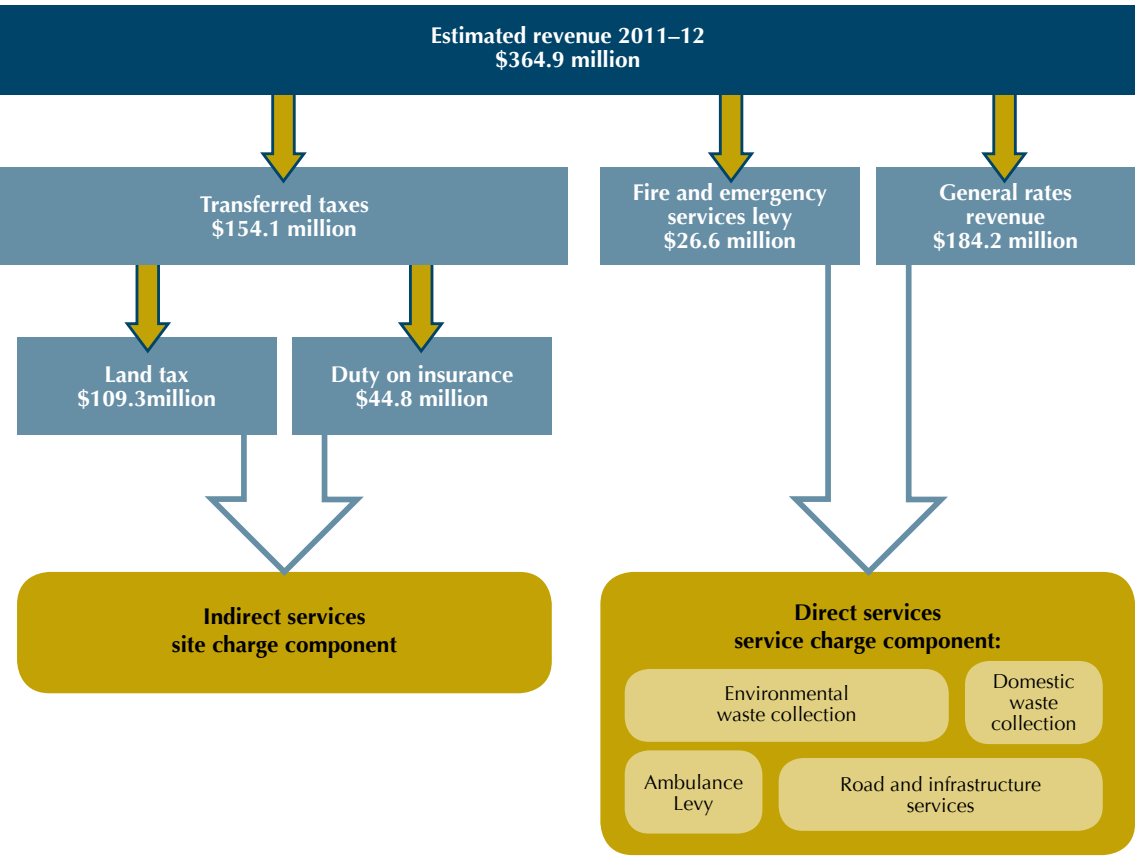 Estimated revenue 2011–12
$364.9 million
Transferred taxes
$154.1 million
Fire and emergency
services levy
$26.6 million
General rates
revenue
$184.2 million
Land tax
$109.3million
Duty on insurance
$44.8 million
Indirect services
site charge component
Direct services
service charge component:
Environmental
waste collection
Domestic
waste
collection
Ambulance
Levy
Road and infrastructure
services